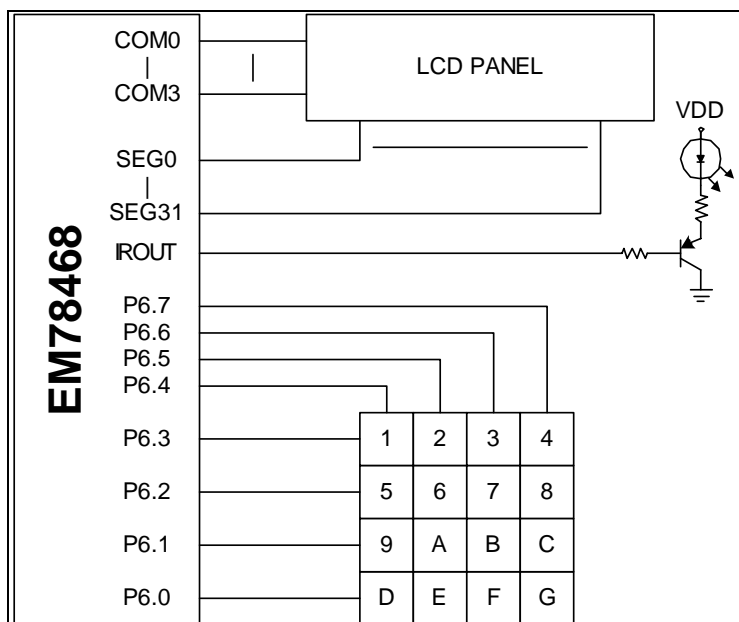 COM0
|
COM3
LCD PANEL
VDD
SEG0
|
SEG31
IROUT
EM78468
P6.7
P6.6
P6.5
P6.4
P6.3
1 2 3 4
P6.2
5 6 7 8
P6.1
9 A B C
P6.0
D E F G